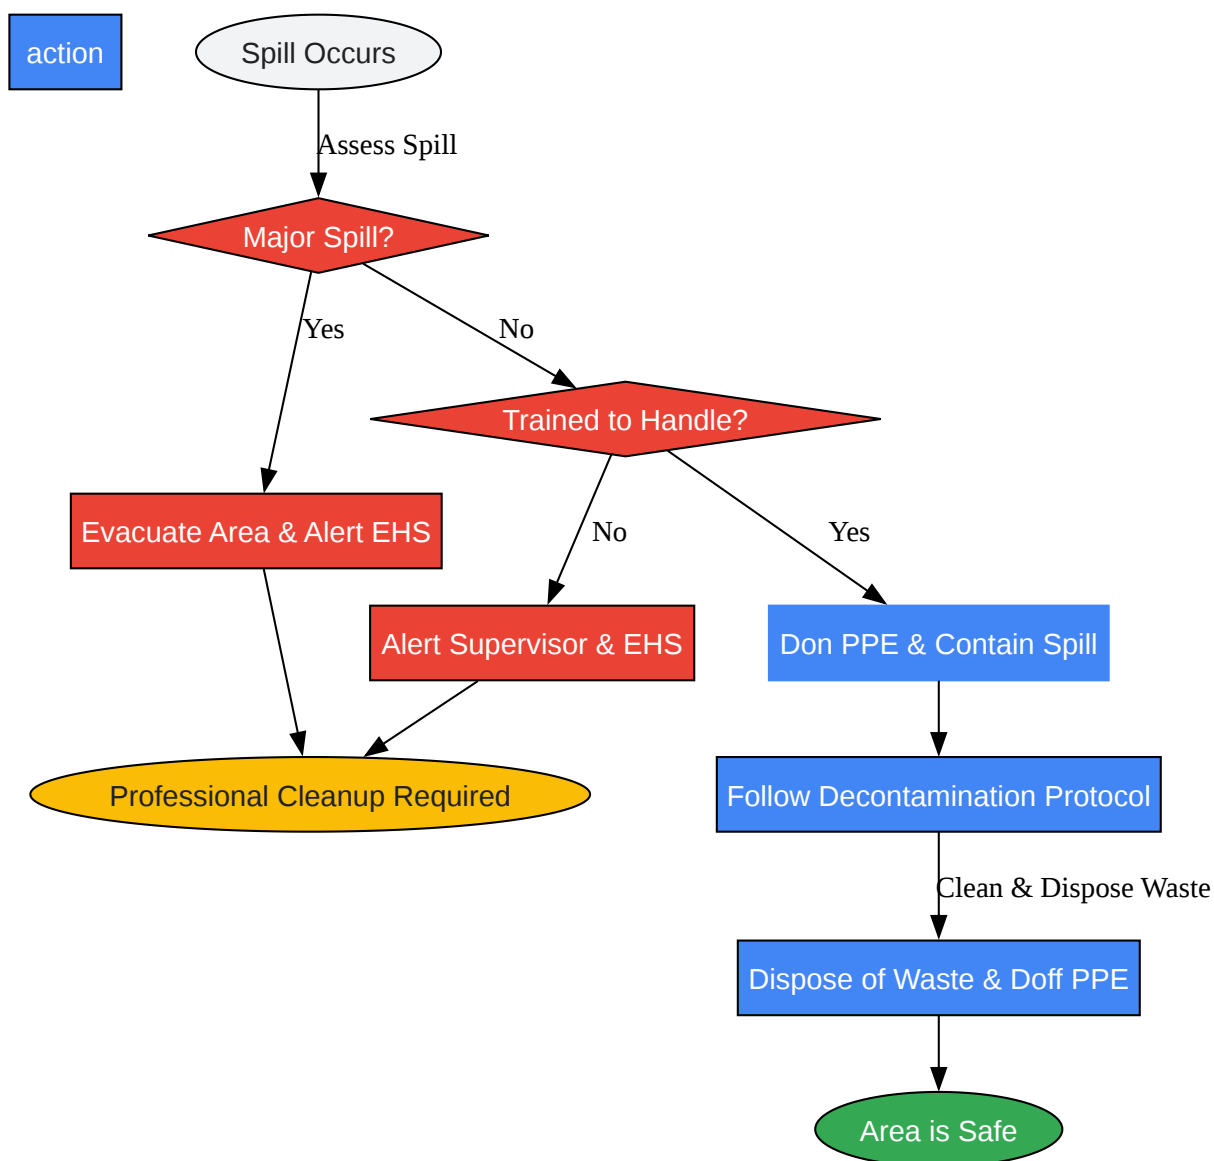 action
Spill Occurs
Assess Spill
Major Spill?
Yes
No
Trained to Handle?
Evacuate Area & Alert EHS
No
Yes
Alert Supervisor & EHS
Don PPE & Contain Spill
Professional Cleanup Required
Follow Decontamination Protocol
Clean & Dispose Waste
Dispose of Waste & Doff PPE
Area is Safe